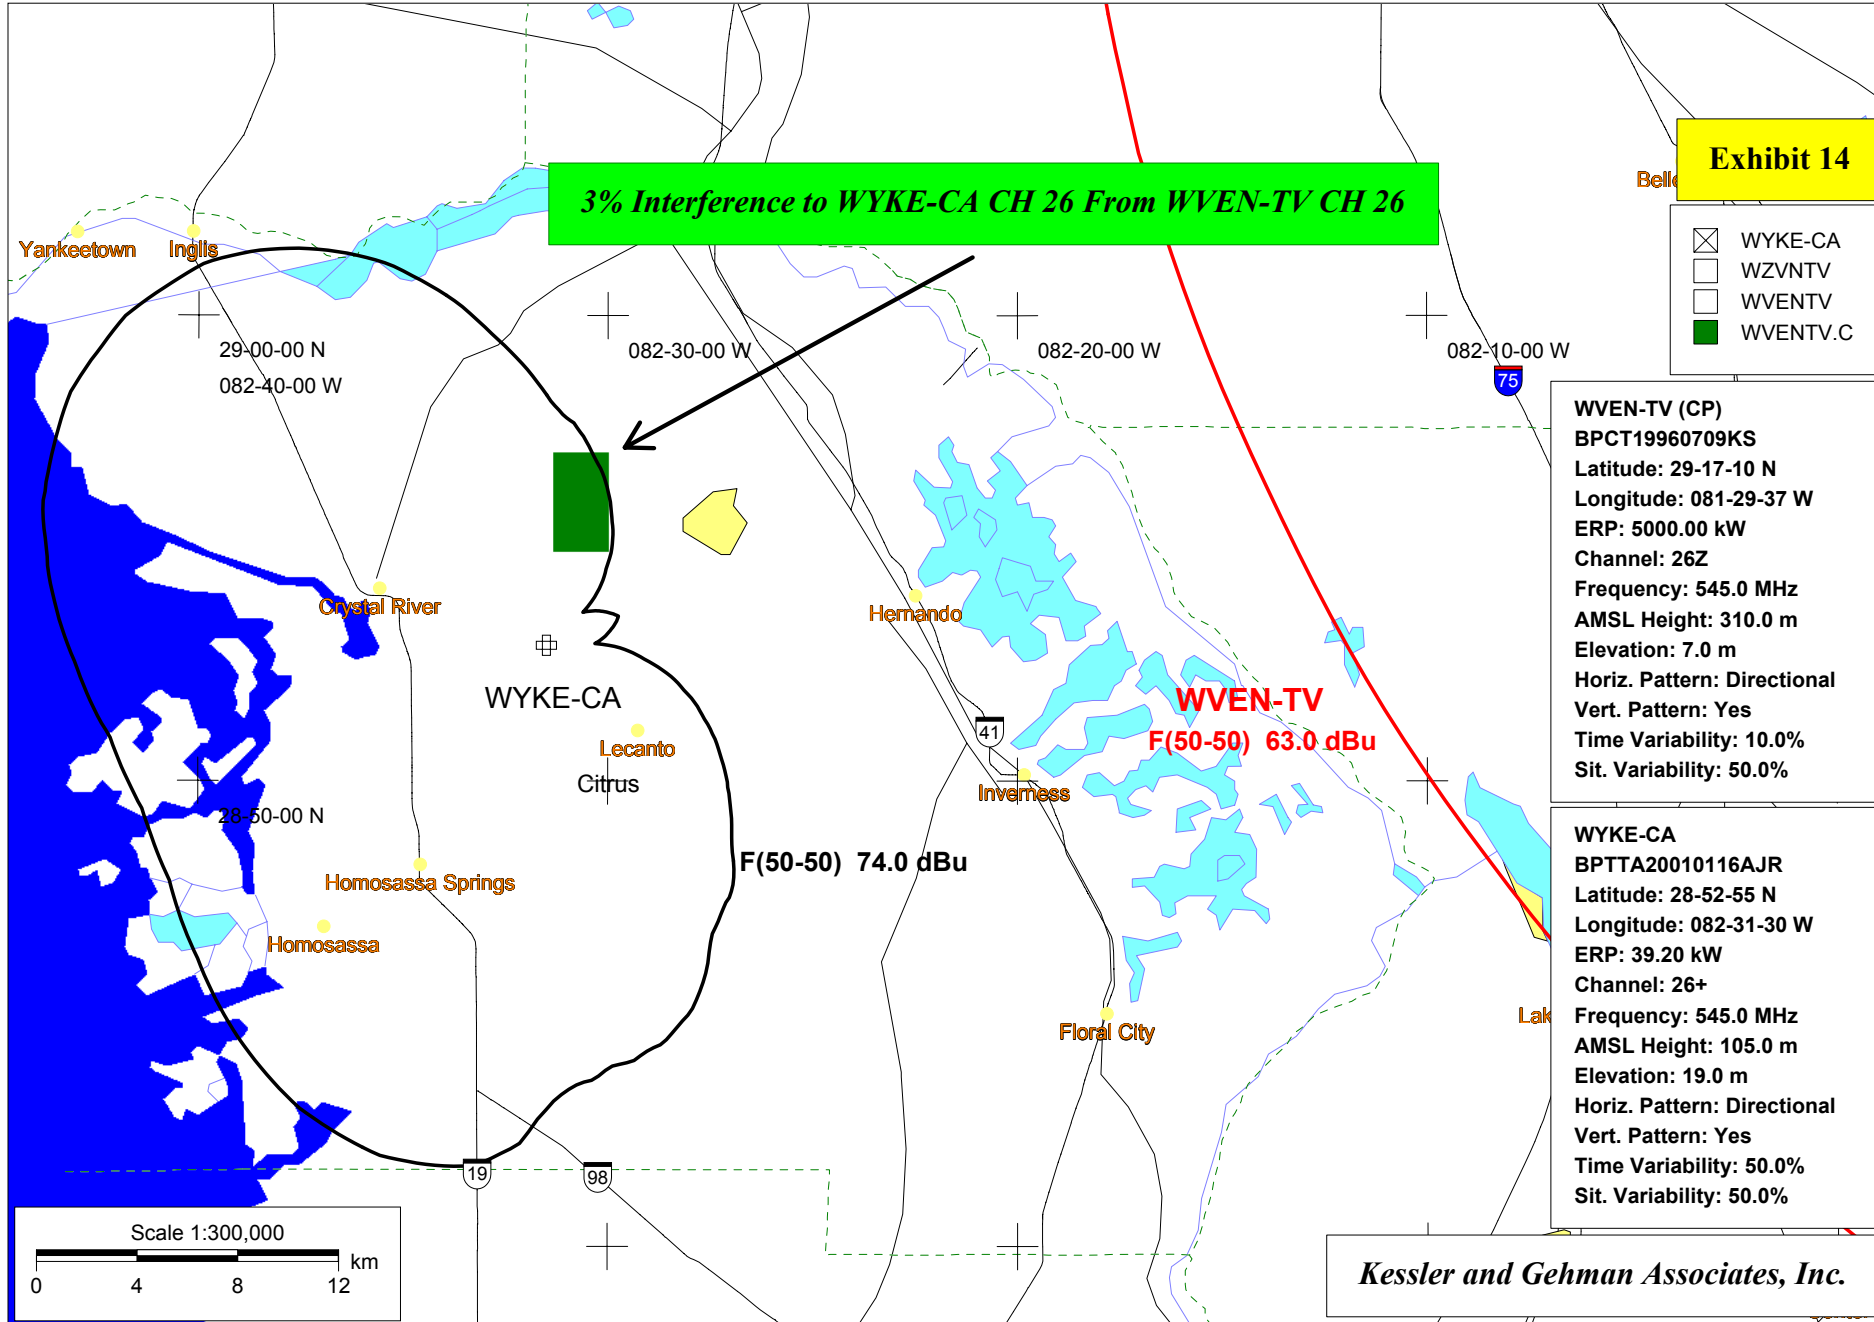 Exhibit 14
3% Interference to WYKE-CA CH 26 From WVEN-TV CH 26
Belle
WYKE-CA
WZVNTV
WVENTV
WVENTV.C
Yankeetown
Inglis
29-00-00 N
082-40-00 W
082-30-00 W
082-20-00 W
082-10-00 W
75
WVEN-TV (CP)
BPCT19960709KS
Latitude: 29-17-10 N
Longitude: 081-29-37 W
ERP: 5000.00 kW
Channel: 26Z
Frequency: 545.0 MHz
AMSL Height: 310.0 m
Elevation: 7.0 m
Horiz. Pattern: Directional
Vert. Pattern: Yes
Time Variability: 10.0%
Sit. Variability: 50.0%
Crystal River
Hernando
WYKE-CA
Lecanto
Citrus
WVEN-TV
F(50-50) 63.0 dBu
41
Inverness
28-50-00 N
F(50-50) 74.0 dBu
Homosassa Springs
Homosassa
Floral City
Lak
WYKE-CA
BPTTA20010116AJR
Latitude: 28-52-55 N
Longitude: 082-31-30 W
ERP: 39.20 kW
Channel: 26+
Frequency: 545.0 MHz
AMSL Height: 105.0 m
Elevation: 19.0 m
Horiz. Pattern: Directional
Vert. Pattern: Yes
Time Variability: 50.0%
Sit. Variability: 50.0%
19
98
Scale 1:300,000
km
0 4 8 12
Kessler and Gehman Associates, Inc.